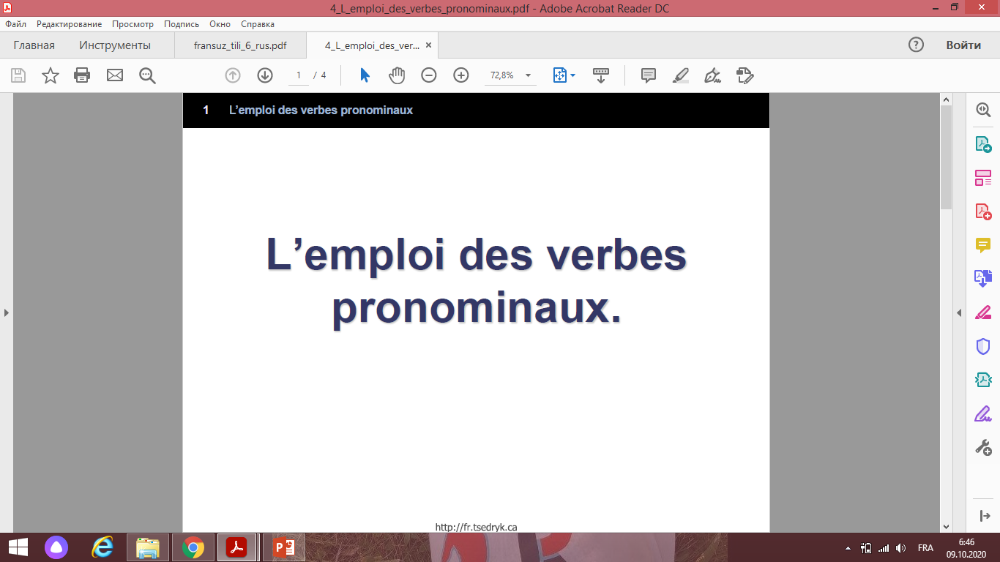 4_L_emploi_des_verbes_pronominaux.pdf - Adobe Acrobat Reader DC
Файл Редактирование Просмотр Подпись Окно Справка
Главная Инструменты fransuz_tili_6_rus.pdf 4_L_emploi_des_ver... Войти
1 / 4 72,8%
1 L'emploi des verbes pronominaux
L'emploi des verbes
pronominaux.
http://fr.tsedryk.ca
FRA 6:46
09.10.2020